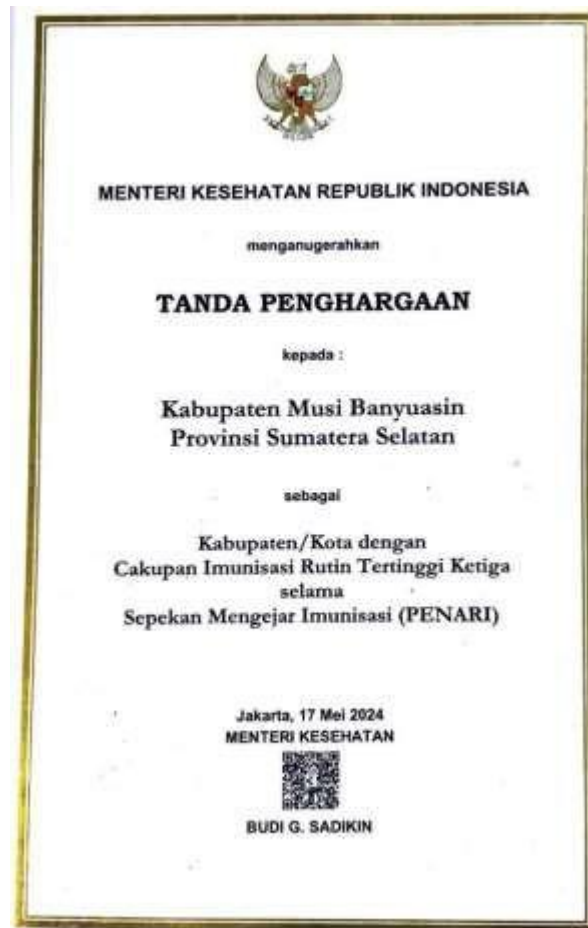 MENTERI KESEHATAN REPUBLIK INDONESIA
menganugerahkan
TANDA PENGHARGAAN
kepada :
Kabupaten Musi Banyuasin
Provinsi Sumatera Selatan
sebagai
Kabupaten/Kota dengan
Cakupan Imunisasi Rutin Tertinggi Ketiga
selama
Sepekan Mengejar Imunisasi (PENARI)
Jakarta, 17 Mei 2024
MENTERI KESEHATAN
BUDI G. SADIKIN